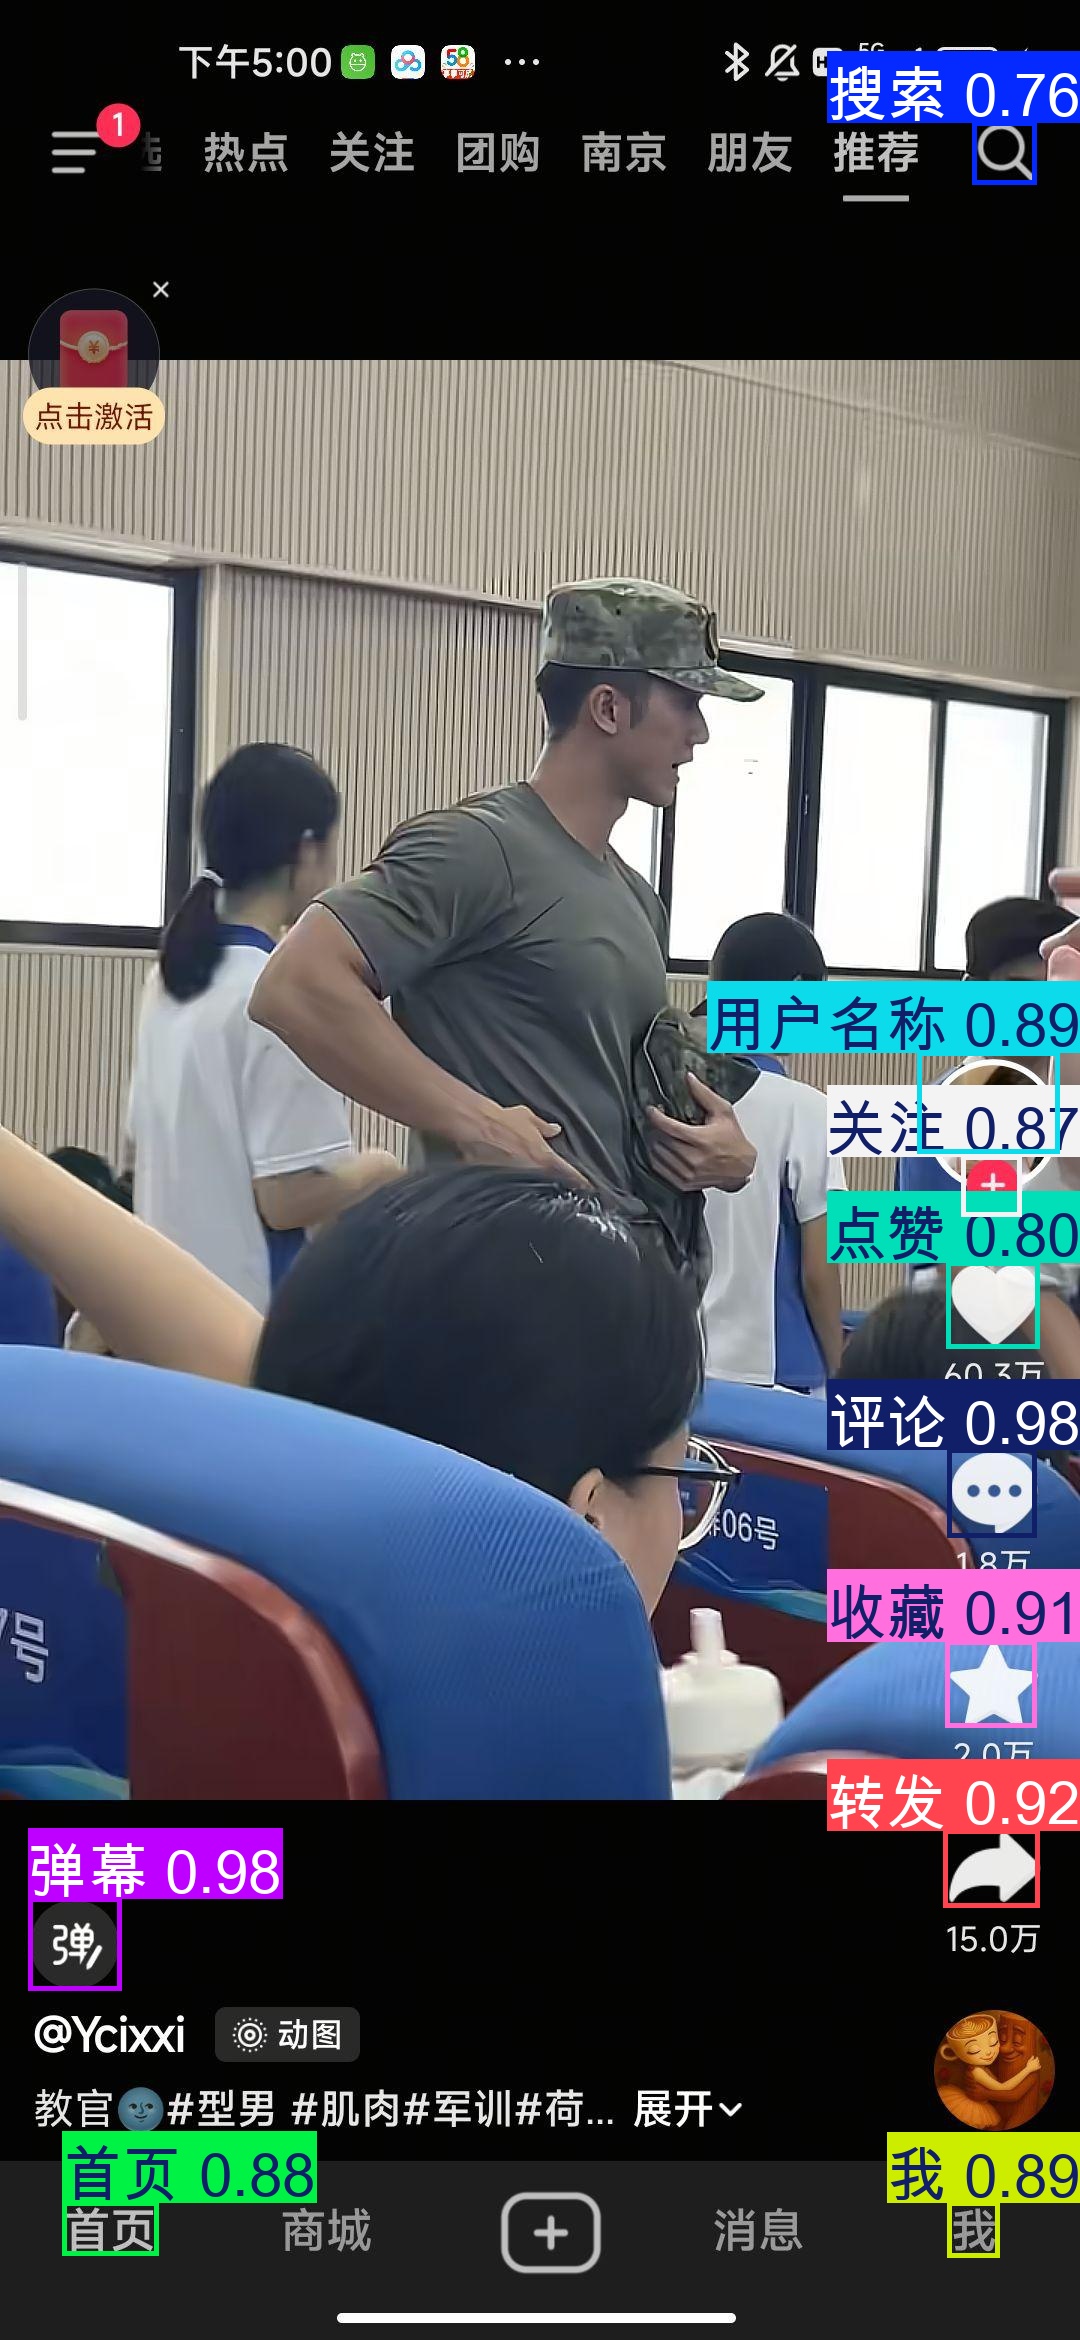 下午5:00
搜索 0.76
1
热点 关注 团购 南京 朋友 推荐
点击激活
用户名称 0.89
关注 0.87
点赞 0.80
评论 0.98
06号
收藏 0.91
号
转发 0.92
弹幕 0.98
弹
15.0万
@Ycixxi 动图
教官🌚#型男 #肌肉#军训#荷... 展开
首页 0.88
我 0.89
首页 商城 消息 我